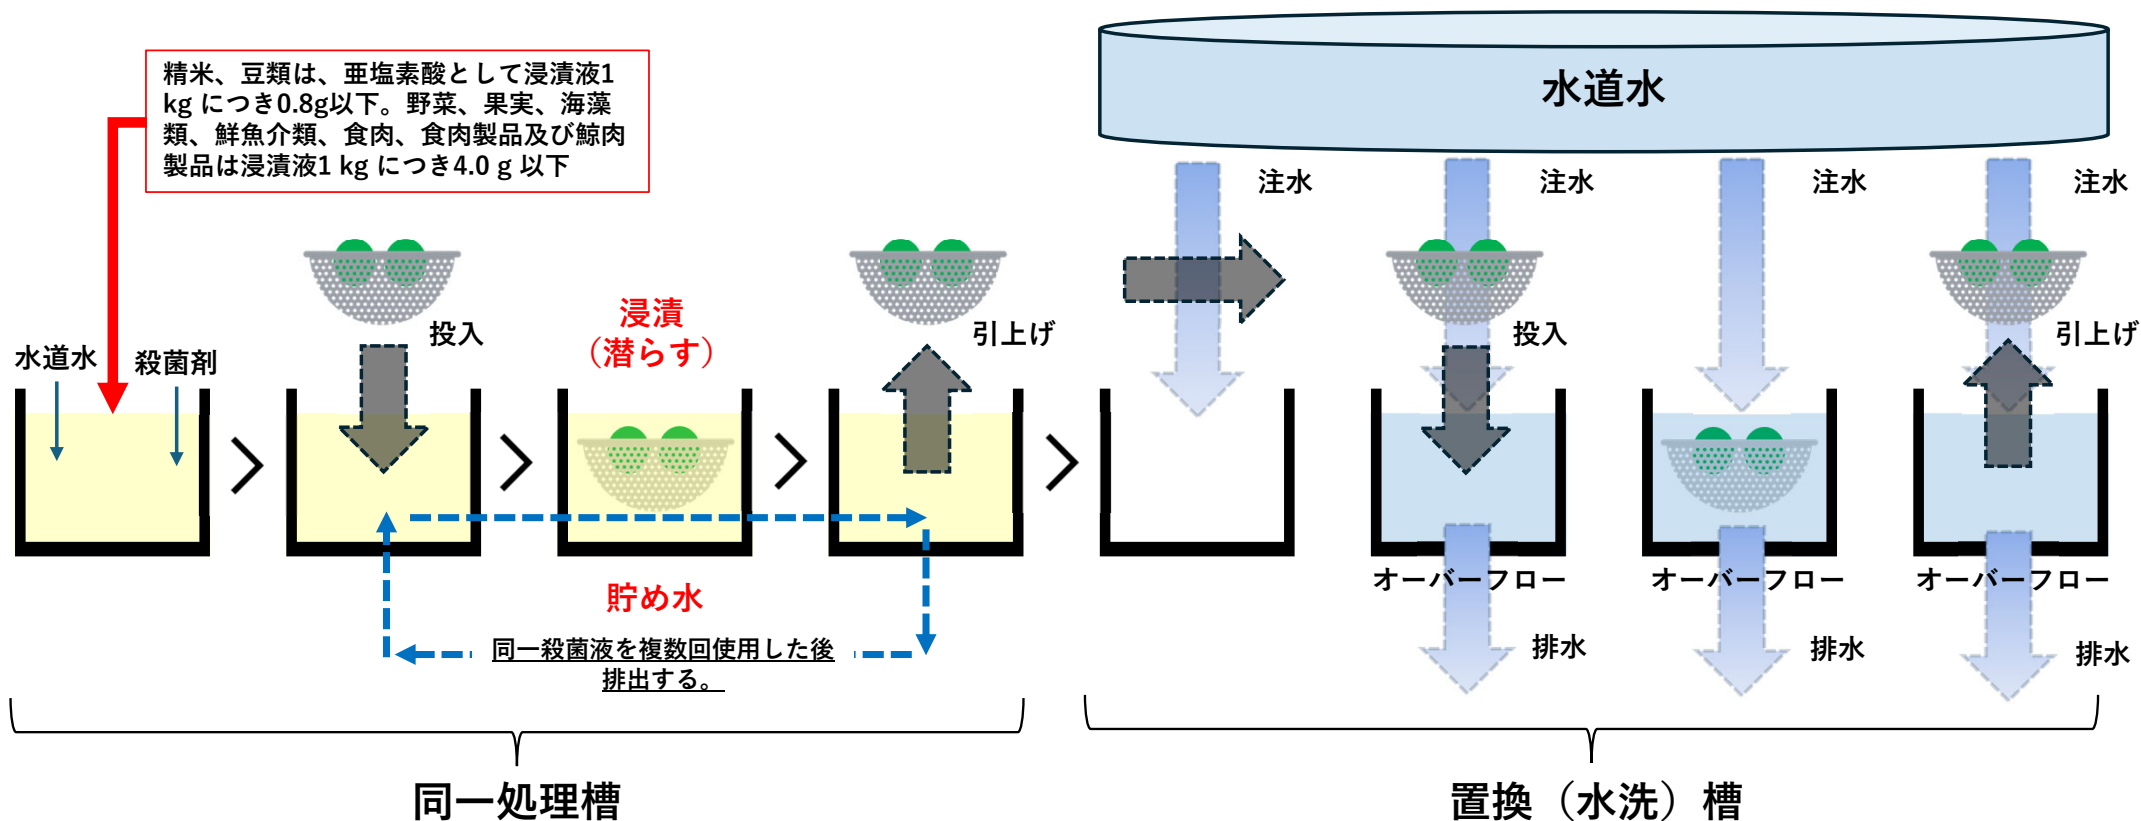 水道水
精米、豆類は、亜塩素酸として浸漬液1
kg につき0.8g以下。野菜、果実、海藻
類、鮮魚介類、食肉、食肉製品及び鯨肉
製品は浸漬液1 kg につき4.0 g 以下
注水
注水
注水
注水
水道水
殺菌剤
投入
浸漬
（潜らす）
引上げ
投入
引上げ
オーバーフロー
オーバーフロー
オーバーフロー
貯め水
同一殺菌液を複数回使用した後
排出する。
排水
排水
排水
同一処理槽
置換（水洗）槽